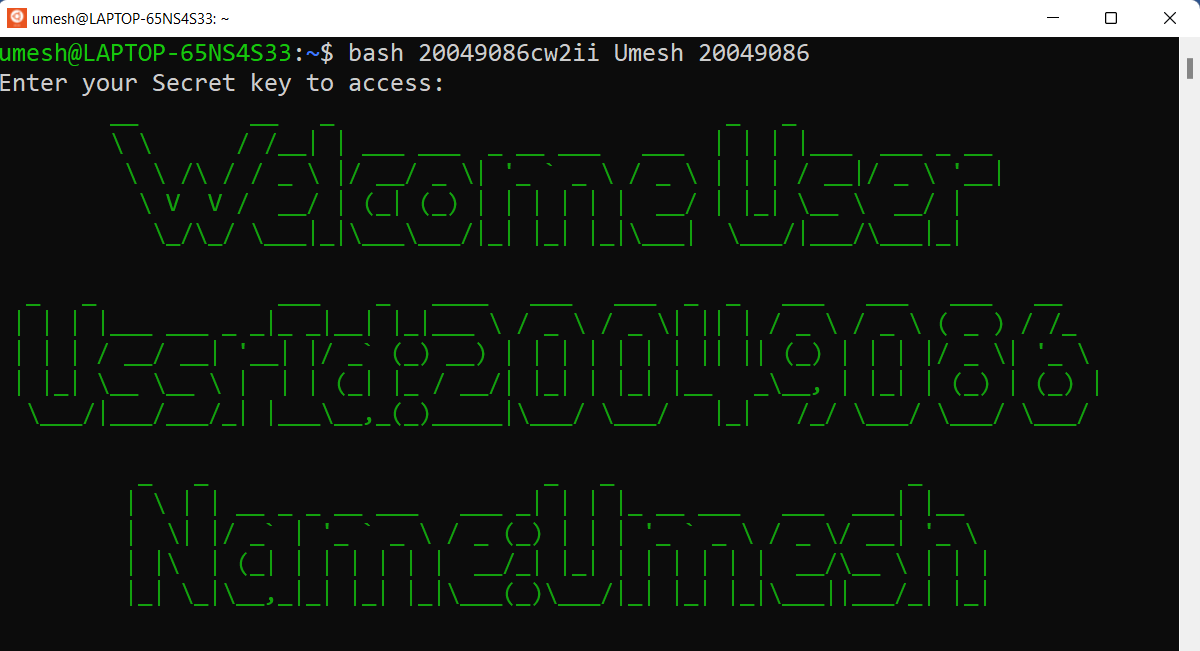 umesh@LAPTOP-65NS4S33: ~
umesh@LAPTOP-65NS4S33:~$ bash 20049086cw2ii Umesh 20049086
Enter your Secret key to access:
Welcome User
UssrId:20049086
Name:Umesh